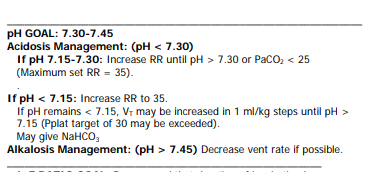 pH GOAL: 7.30-7.45
Acidosis Management: (pH < 7.30)
If pH 7.15-7.30: Increase RR until pH > 7.30 or PaCO₂ < 25
(Maximum set RR = 35).
.
If pH < 7.15: Increase RR to 35.
If pH remains < 7.15, VT may be increased in 1 ml/kg steps until pH >
7.15 (Pplat target of 30 may be exceeded).
May give NaHCO₃
Alkalosis Management: (pH > 7.45) Decrease vent rate if possible.